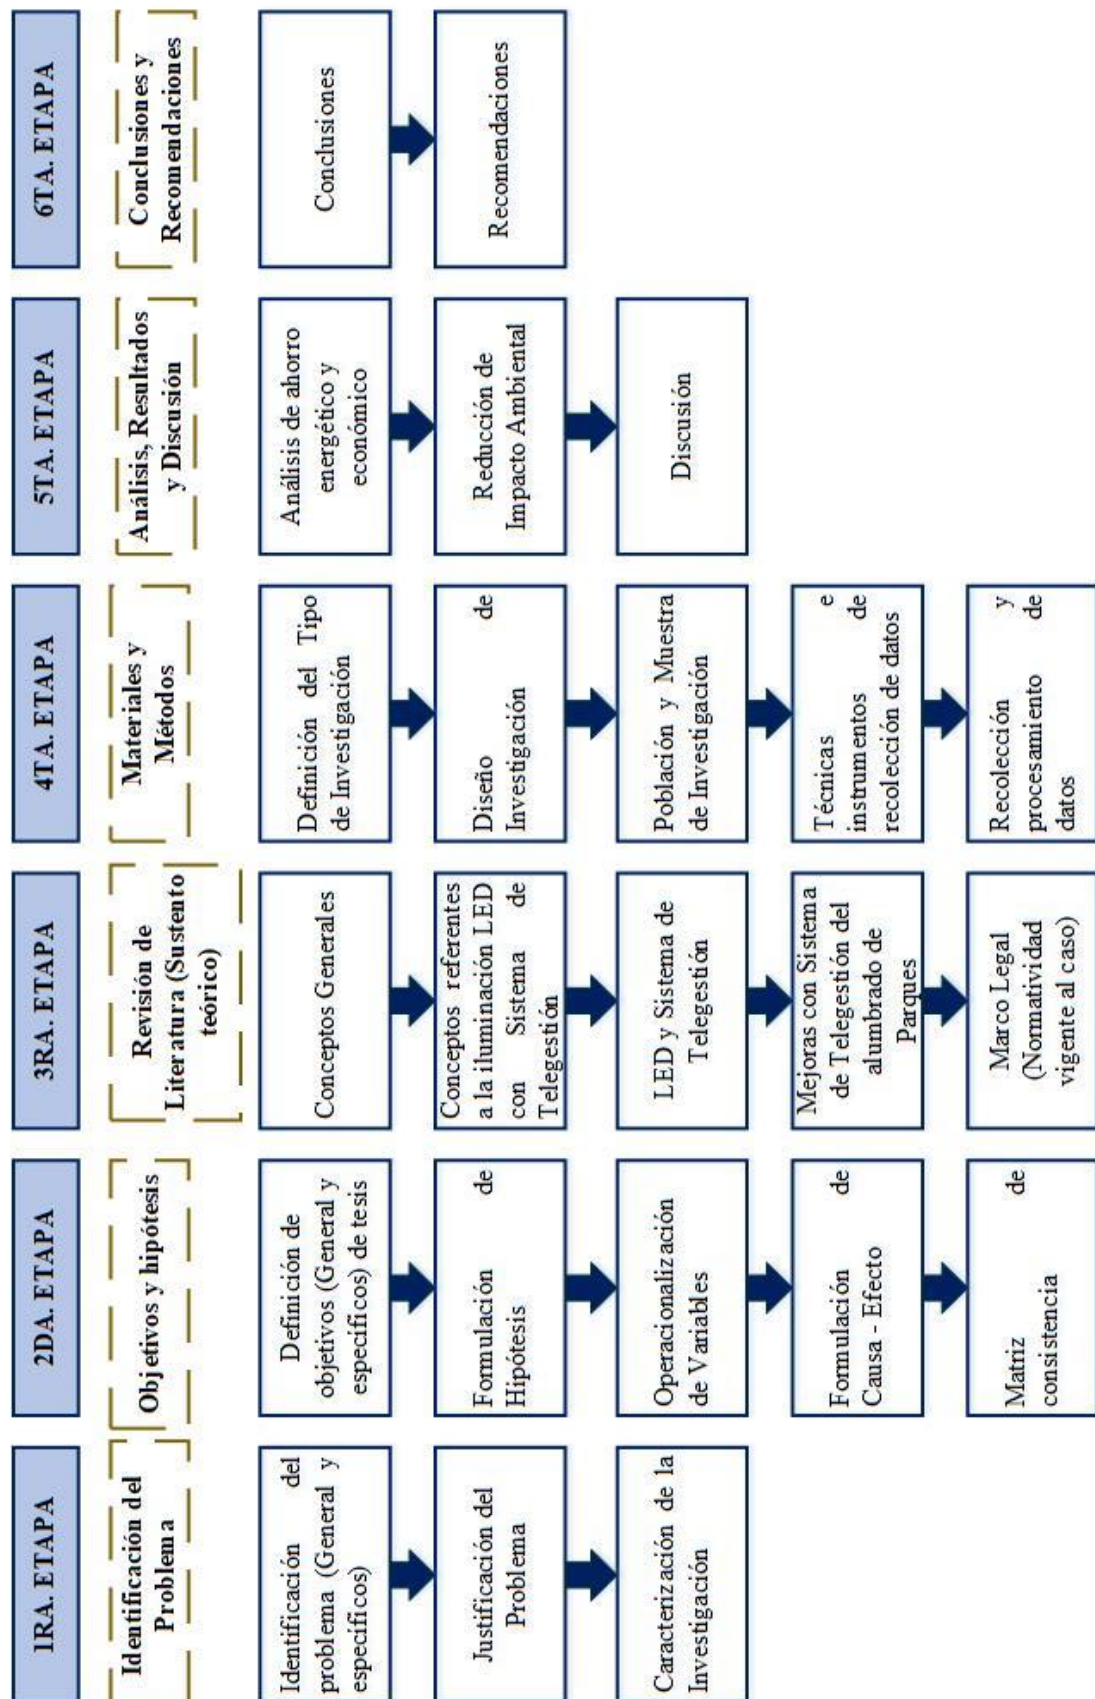 1RA. ETAPA
Identificación del
Problema
Identificación del
problema (General y
específicos)
Justificación del
Problema
Caracterización de la
Investigación
2DA. ETAPA
Objetivos y hipótesis
Definición de
objetivos (General y
específicos) de tesis
Formulación de
Hipótesis
Operacionalización
de Variables
Formulación de
Causa - Efecto
Matriz de
consistencia
3RA. ETAPA
Revisión de
Literatura (Sustento
teórico)
Conceptos Generales
Conceptos referentes
a la iluminación LED
con Sistema de
Telegestión
LED y Sistema de
Telegestión
Mejoras con Sistema
de Telegestión del
alumbrado de
Parques
Marco Legal
(Normatividad
vigente al caso)
4TA. ETAPA
Materiales y
Métodos
Definición del Tipo
de Investigación
Diseño de
Investigación
Población y Muestra
de Investigación
Técnicas e
instrumentos de
recolección de datos
Recolección y
procesamiento de
datos
5TA. ETAPA
Análisis, Resultados
y Discusión
Análisis de ahorro
energético y
económico
Reducción de
Impacto Ambiental
Discusión
6TA. ETAPA
Conclusiones y
Recomendaciones
Conclusiones
Recomendaciones